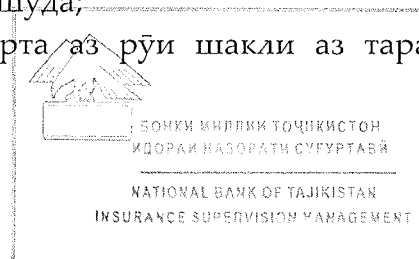 шуда;
рта аз рӯи шакли аз тара
БОНКИ МИЛЛИИ ТОҶИКИСТОН
ИДОРАИ НАЗОРАТИ СУҒУРТАВӢ
NATIONAL BANK OF TAJIKISTAN
INSURANCE SUPERVISION MANAGEMENT